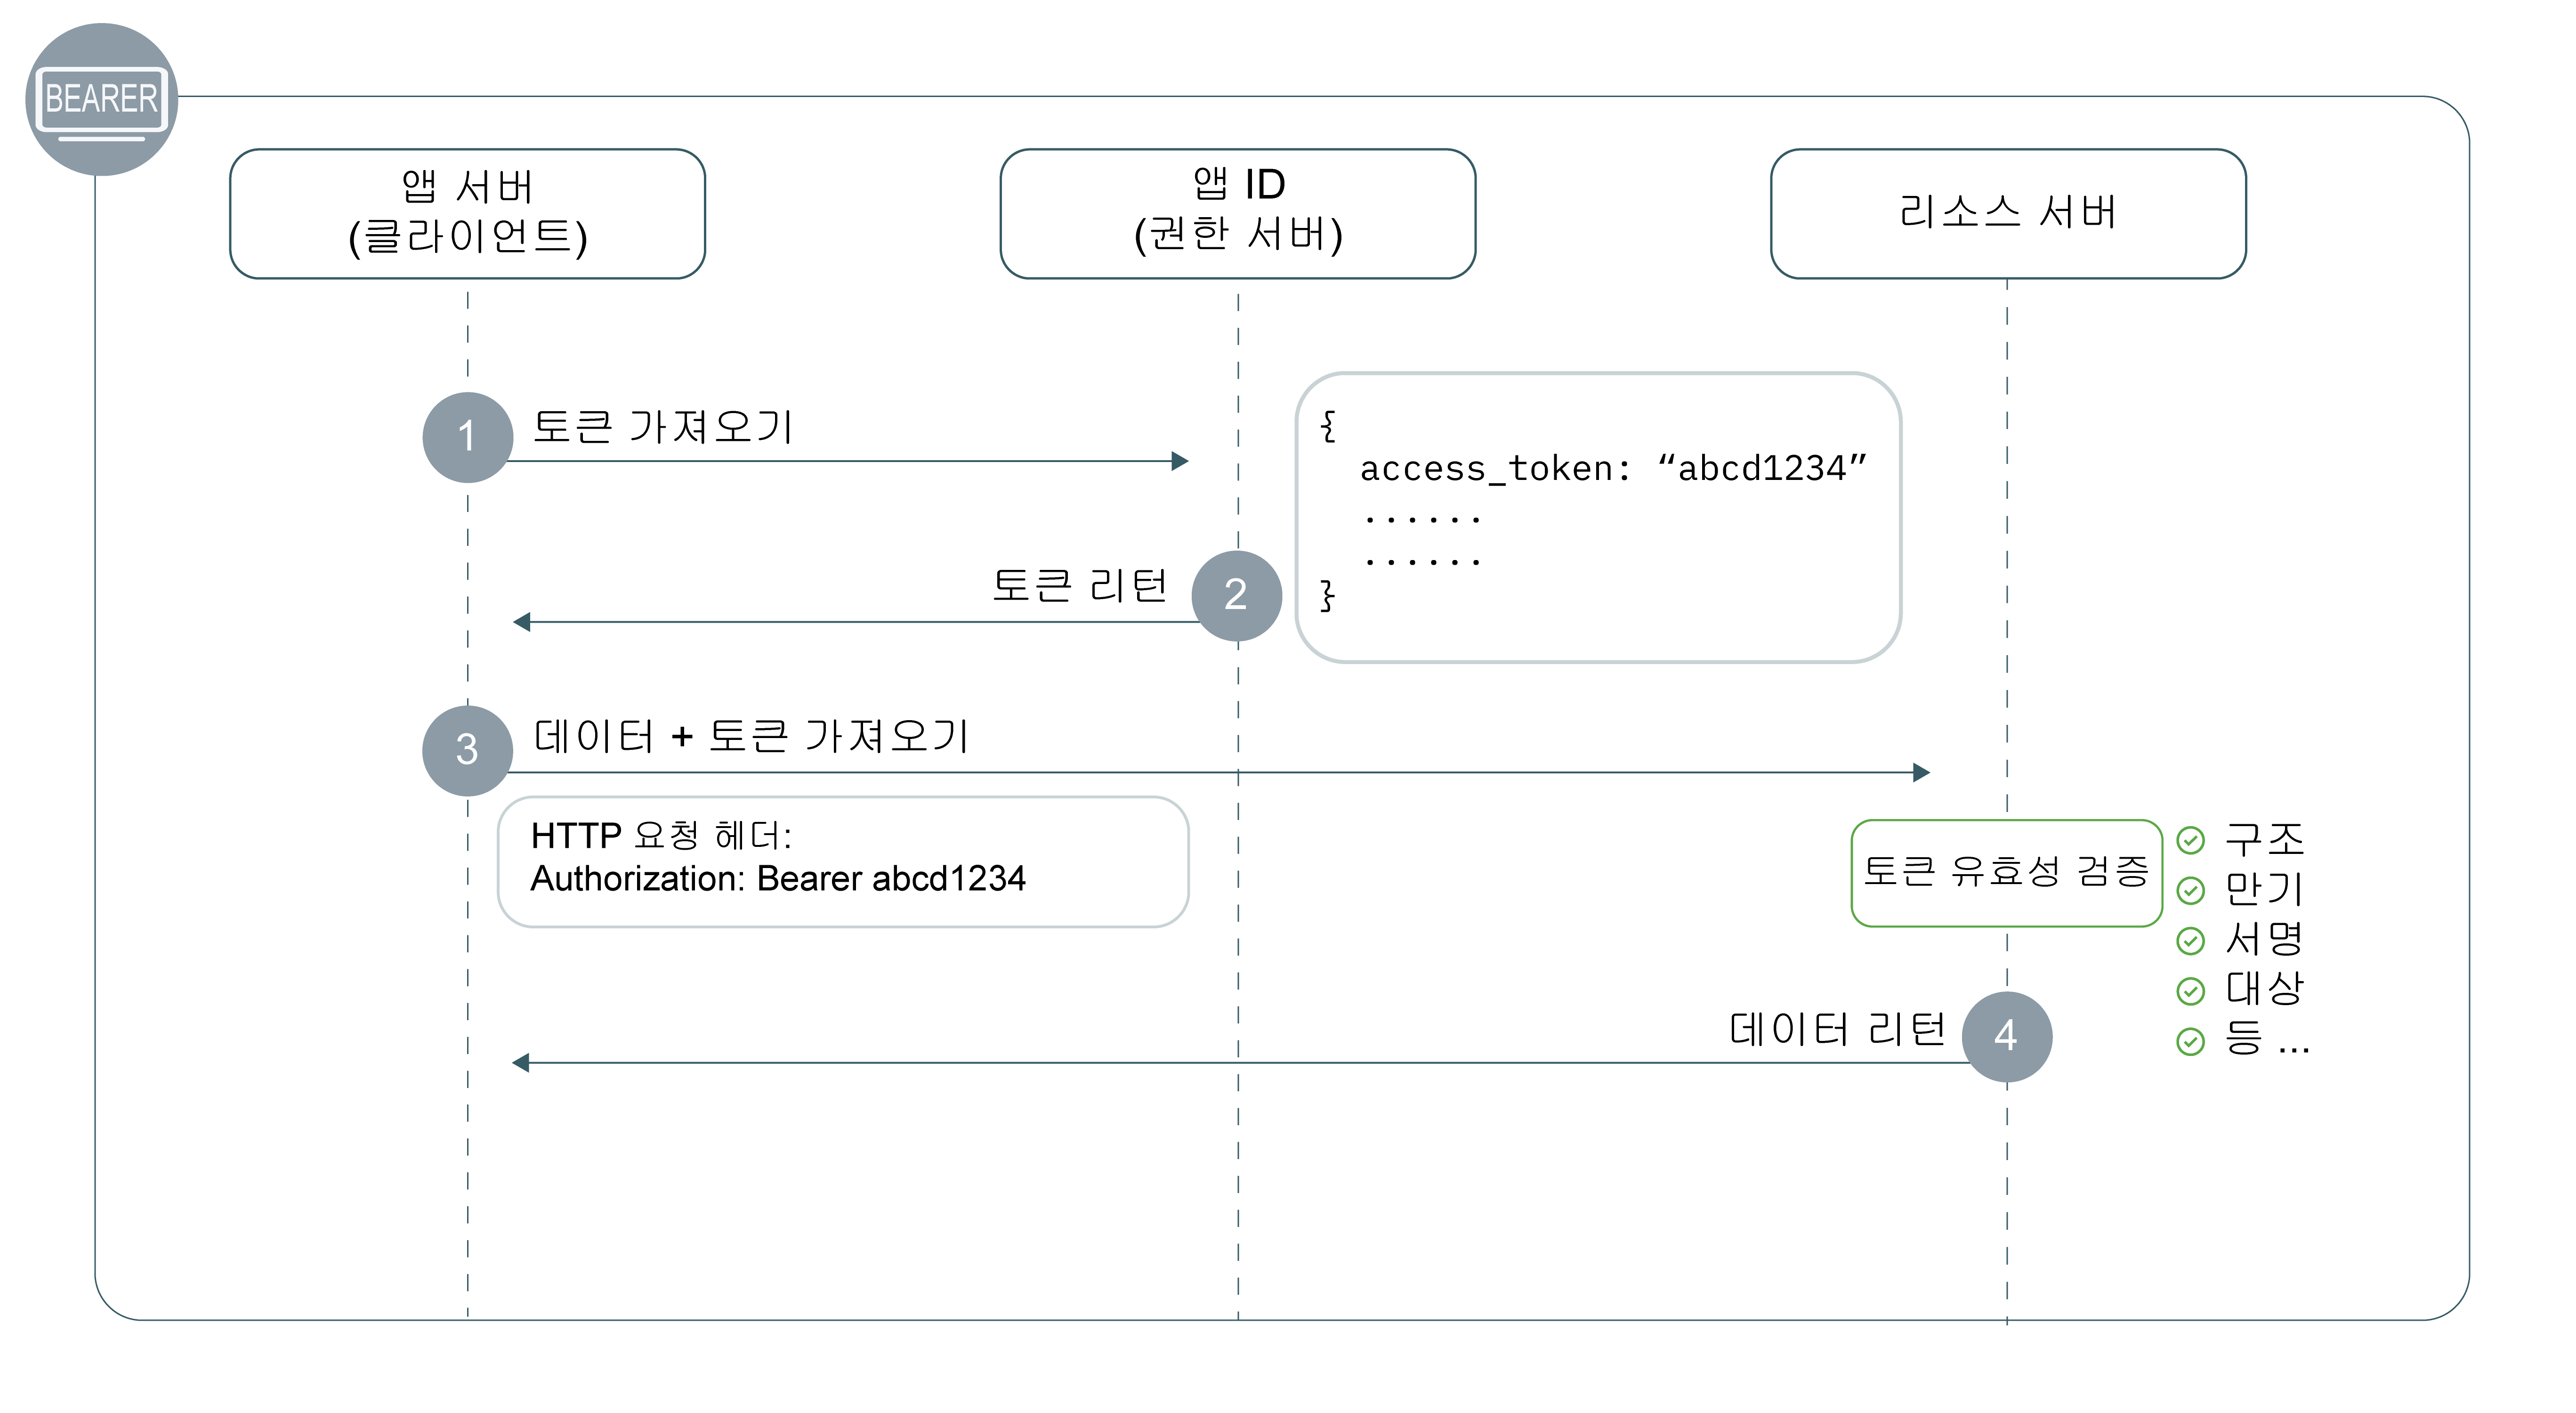 BEARER
앱 서버
(클라이언트)
앱 ID
(권한 서버)
리소스 서버
1
토큰 가져오기
{
access_token: “abcd1234”
......
......
}
토큰 리턴
2
3
데이터 + 토큰 가져오기
HTTP 요청 헤더:
Authorization: Bearer abcd1234
토큰 유효성 검증
구조
만기
서명
대상
등 ...
데이터 리턴
4